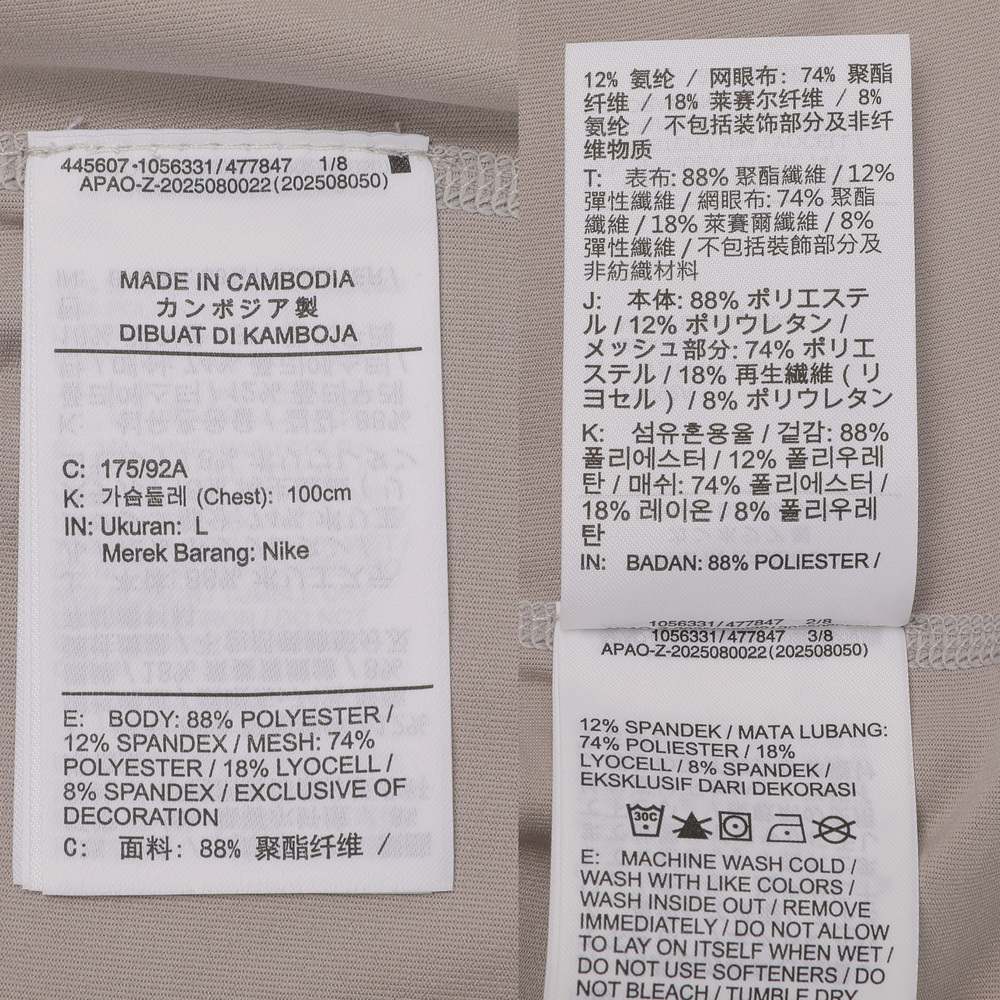 445607-1056331/477847 1/8
APAO-Z-2025080022(202508050)
MADE IN CAMBODIA
カンボジア製
DIBUAT DI KAMBOJA
C: 175/92A
K: 가슴둘레 (Chest): 100cm
IN: Ukuran: L
Merek Barang: Nike
E: BODY: 88% POLYESTER /
12% SPANDEX / MESH: 74%
POLYESTER / 18% LYOCELL /
8% SPANDEX / EXCLUSIVE OF
DECORATION
C: 面料: 88% 聚酯纤维 /
12% 氨纶 / 网眼布: 74% 聚酯
纤维 / 18% 莱赛尔纤维 / 8%
氨纶 / 不包括装饰部分及非纤
维物质
T: 表布: 88% 聚酯纖維 / 12%
彈性纖維 / 網眼布: 74% 聚酯
纖維 / 18% 萊賽爾纖維 / 8%
彈性纖維 / 不包括裝飾部分及
非紡織材料
J: 本体: 88% ポリエステ
ル / 12% ポリウレタン /
メッシュ部分: 74% ポリエ
ステル / 18% 再生繊維 ( リ
ヨセル ) / 8% ポリウレタン
K: 섬유혼용율 / 겉감: 88%
폴리에스터 / 12% 폴리우레
탄 / 매쉬: 74% 폴리에스터 /
18% 레이온 / 8% 폴리우레
탄
IN: BADAN: 88% POLIESTER /
1056331/477847 2/8
1056331/477847 3/8
APAO-Z-2025080022(202508050)
12% SPANDEK / MATA LUBANG:
74% POLIESTER / 18%
LYOCELL / 8% SPANDEK /
EKSKLUSIF DARI DEKORASI
30C
E: MACHINE WASH COLD /
WASH WITH LIKE COLORS /
WASH INSIDE OUT / REMOVE
IMMEDIATELY / DO NOT ALLOW
TO LAY ON ITSELF WHEN WET /
DO NOT USE SOFTENERS / DO
NOT BLEACH / TUMBLE DRY